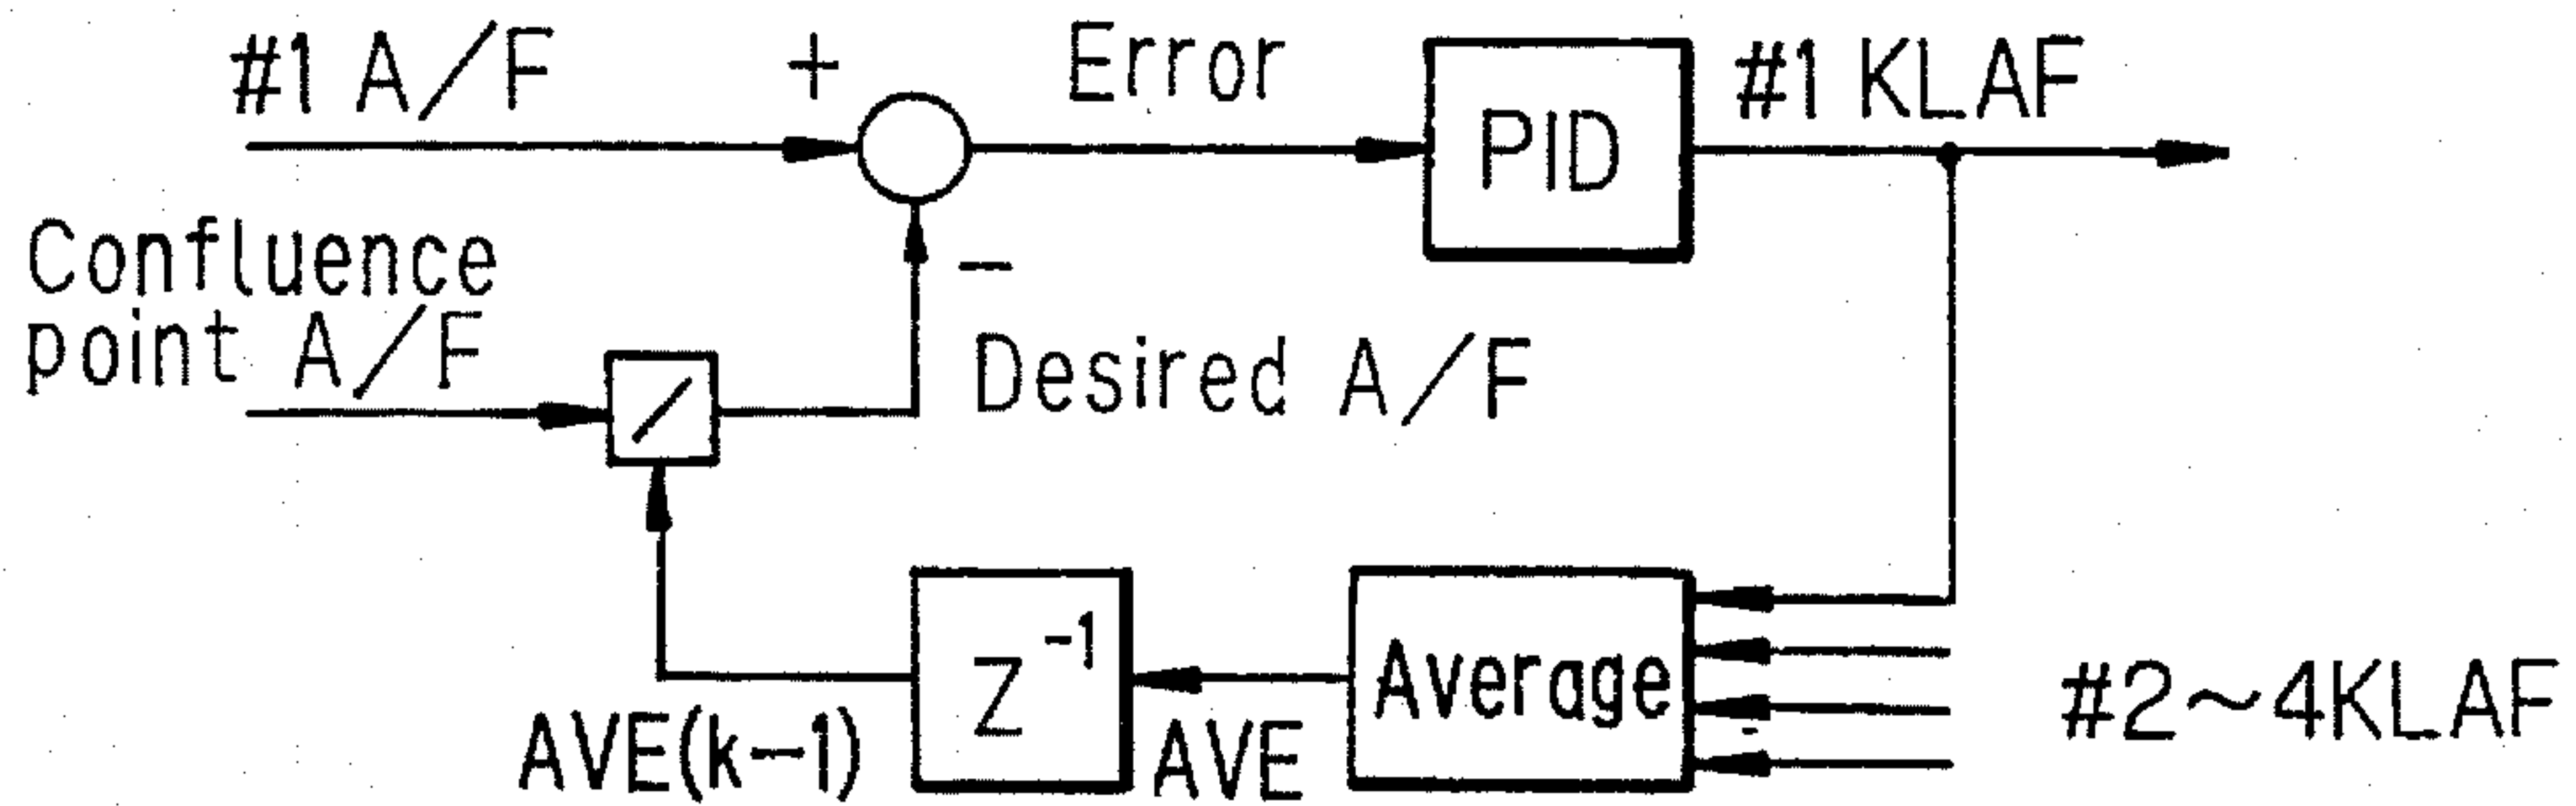 #1 A/F
+
Error
PID
#1 KLAF
Confluence
point A/F
/
−
Desired A/F
Z⁻¹
Average
#2~4KLAF
AVE(k−1)
AVE